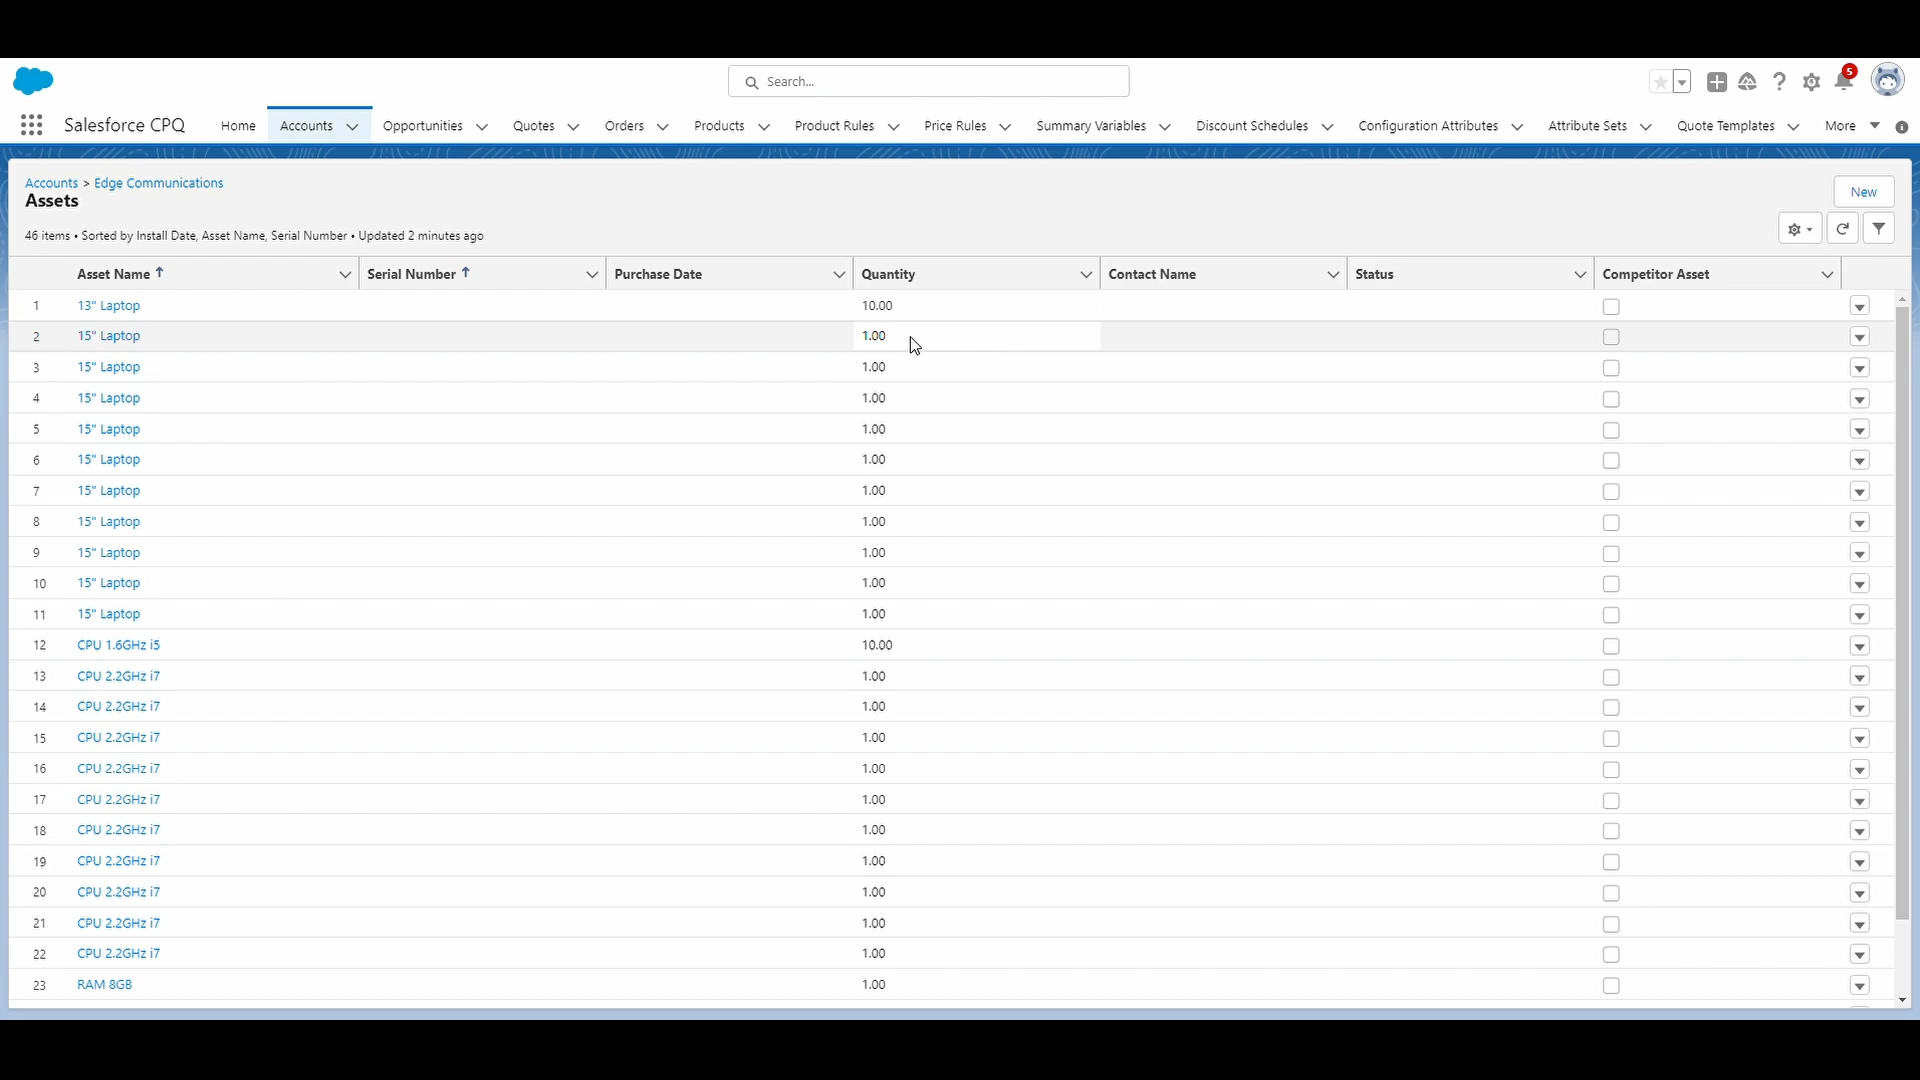 Search...
5
Salesforce CPQ Home Accounts Opportunities Quotes Orders Products Product Rules Price Rules Summary Variables Discount Schedules Configuration Attributes Attribute Sets Quote Templates More
Accounts > Edge Communications
Assets
New
46 items • Sorted by Install Date, Asset Name, Serial Number • Updated 2 minutes ago
Asset Name Serial Number Purchase Date Quantity Contact Name Status Competitor Asset
1 13" Laptop 10.00
2 15" Laptop 1.00
3 15" Laptop 1.00
4 15" Laptop 1.00
5 15" Laptop 1.00
6 15" Laptop 1.00
7 15" Laptop 1.00
8 15" Laptop 1.00
9 15" Laptop 1.00
10 15" Laptop 1.00
11 15" Laptop 1.00
12 CPU 1.6GHz i5 10.00
13 CPU 2.2GHz i7 1.00
14 CPU 2.2GHz i7 1.00
15 CPU 2.2GHz i7 1.00
16 CPU 2.2GHz i7 1.00
17 CPU 2.2GHz i7 1.00
18 CPU 2.2GHz i7 1.00
19 CPU 2.2GHz i7 1.00
20 CPU 2.2GHz i7 1.00
21 CPU 2.2GHz i7 1.00
22 CPU 2.2GHz i7 1.00
23 RAM 8GB 1.00